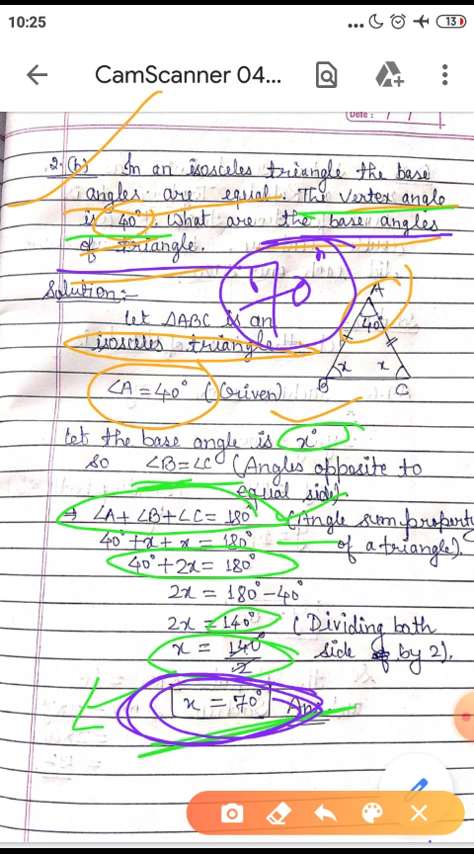 10:25
13
CamScanner 04...
Date :
2.(b) In an isosceles triangle the base
angles are equal. The vertex angle
is 40°. What are the base angles
of triangle.
70°
Solution:-
Let △ABC is an
isosceles triangle
∠A = 40° (Given)
A
40°
x x
B C
let the base angle is x°
so ∠B=∠C (Angles opposite to
equal side)
⇒ ∠A+∠B+∠C = 180° (Angle sum property
40°+x+x = 180° of a triangle).
40°+2x = 180°
2x = 180°-40°
2x = 140° (Dividing both
x = 140°/2 side by 2).
x = 70° Ans